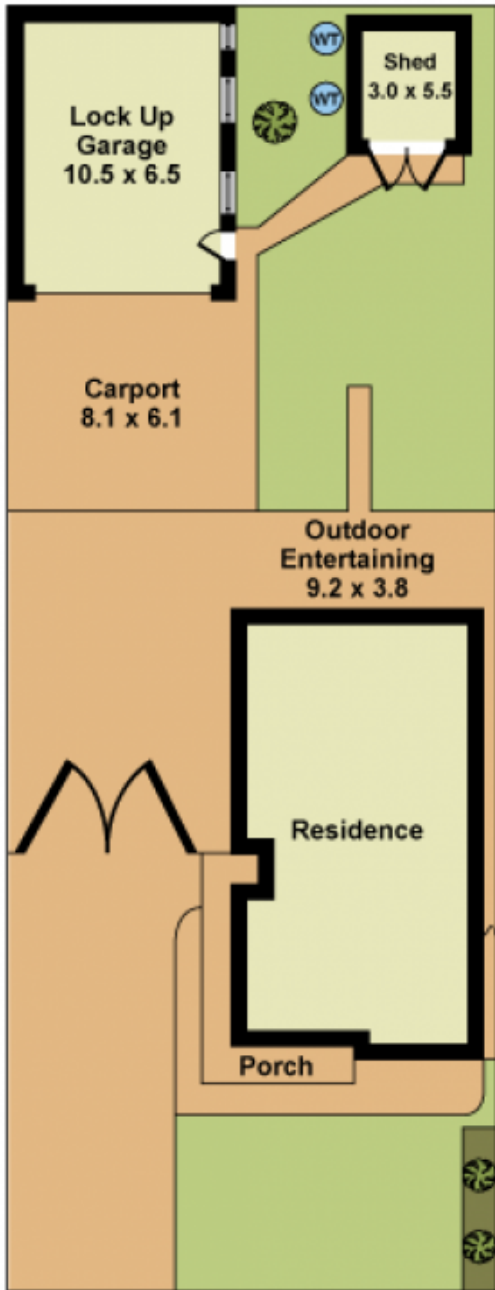 WT
WT
Shed
3.0 x 5.5
Lock Up
Garage
10.5 x 6.5
Carport
8.1 x 6.1
Outdoor
Entertaining
9.2 x 3.8
Residence
Porch